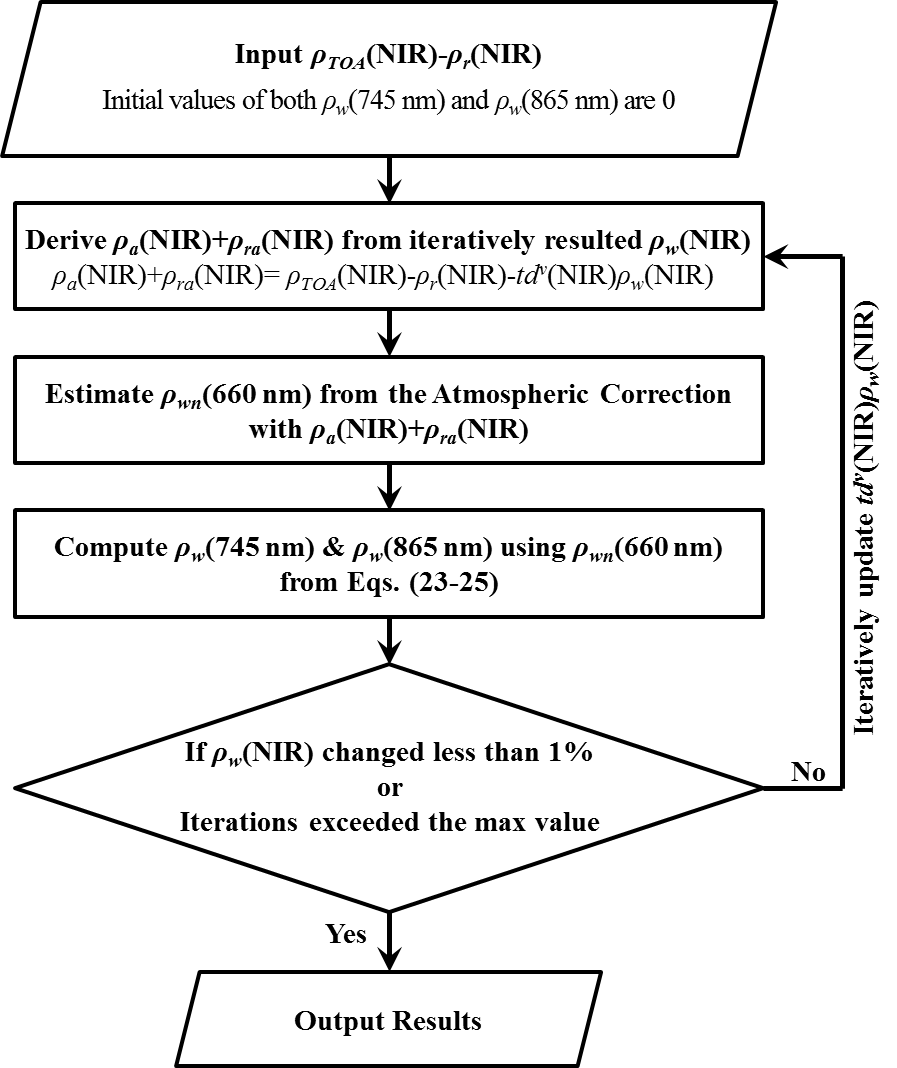 Input ρTOA(NIR)-ρr(NIR)
Initial values of both ρw(745 nm) and ρw(865 nm) are 0
Derive ρa(NIR)+ρra(NIR) from iteratively resulted ρw(NIR)
ρa(NIR)+ρra(NIR)= ρTOA(NIR)-ρr(NIR)-tdv(NIR)ρw(NIR)
Estimate ρwn(660 nm) from the Atmospheric Correction
with ρa(NIR)+ρra(NIR)
Compute ρw(745 nm) & ρw(865 nm) using ρwn(660 nm)
from Eqs. (23-25)
If ρw(NIR) changed less than 1%
or
Iterations exceeded the max value
No
Iteratively update tdv(NIR)ρw(NIR)
Yes
Output Results